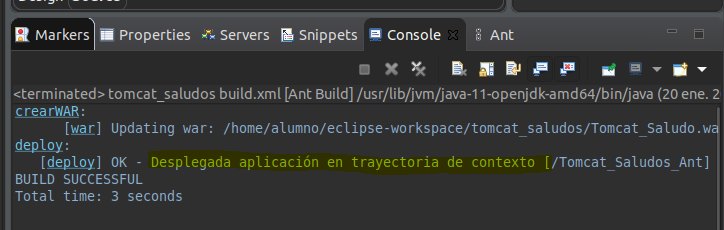 Markers Properties Servers Snippets Console Ant
<terminated> tomcat_saludos build.xml [Ant Build] /usr/lib/jvm/java-11-openjdk-amd64/bin/java (20 ene. 2
crearWAR:
[war] Updating war: /home/alumno/eclipse-workspace/tomcat_saludos/Tomcat_Saludo.wa
deploy:
[deploy] OK - Desplegada aplicación en trayectoria de contexto [/Tomcat_Saludos_Ant]
BUILD SUCCESSFUL
Total time: 3 seconds